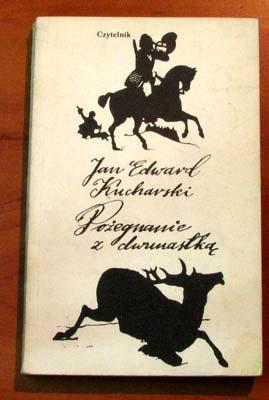 Czytelnik
Jan Edward
Kucharski
Pożegnanie
z dwunastką